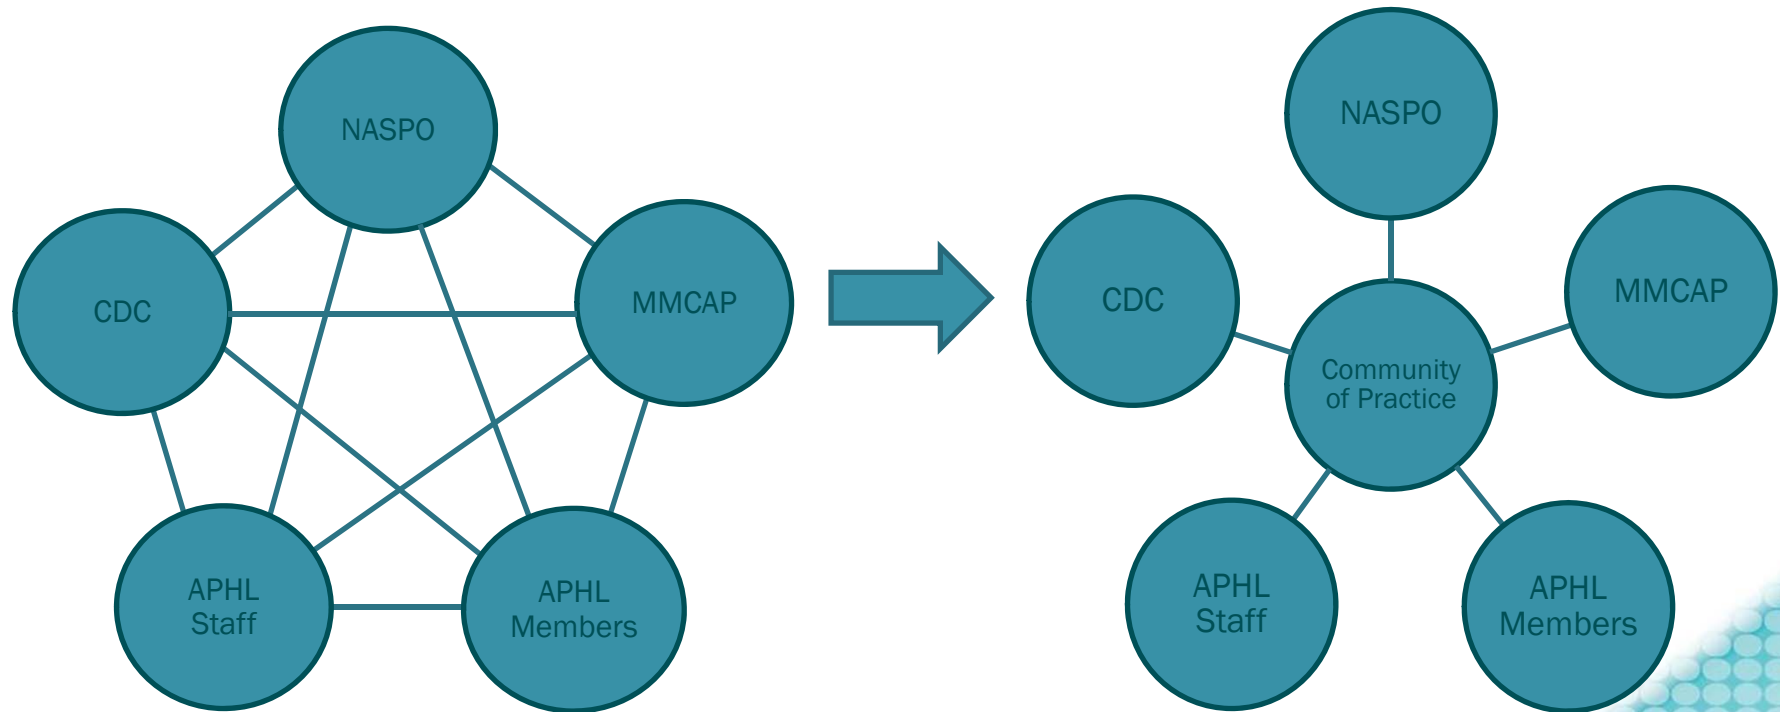 NASPO
CDC
MMCAP
APHL
Staff
APHL
Members
NASPO
CDC
MMCAP
Community
of Practice
APHL
Staff
APHL
Members